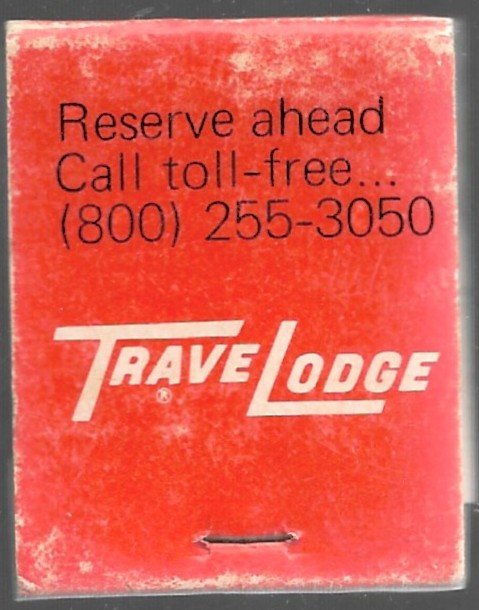 Reserve ahead
Call toll-free...
(800) 255-3050
TRAVELODGE
®